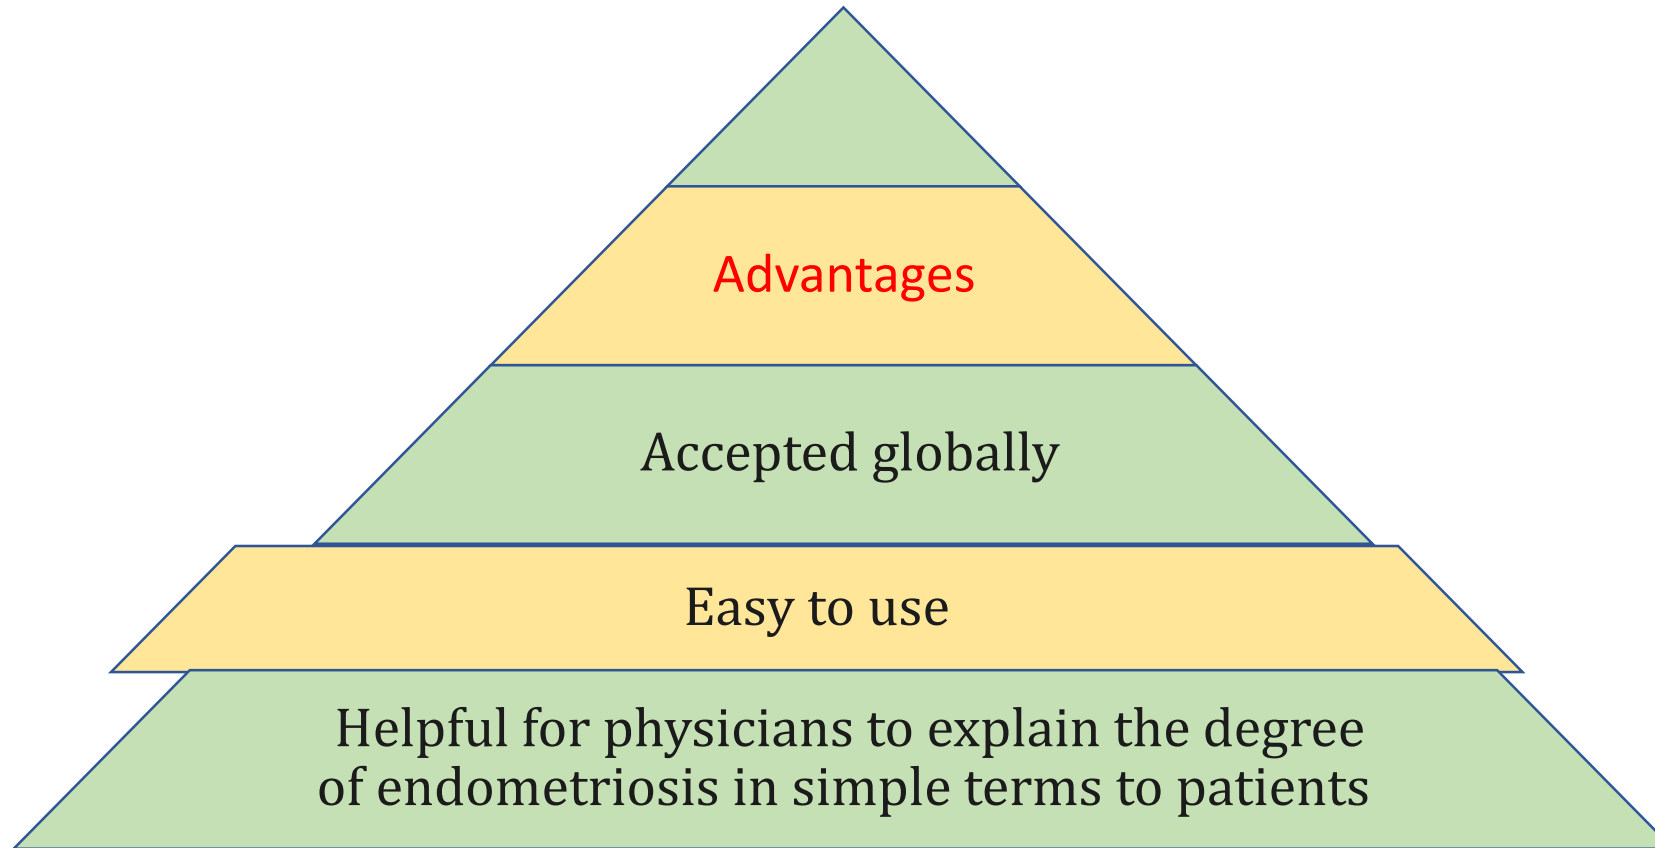 Advantages
Accepted globally
Easy to use
Helpful for physicians to explain the degree
of endometriosis in simple terms to patients